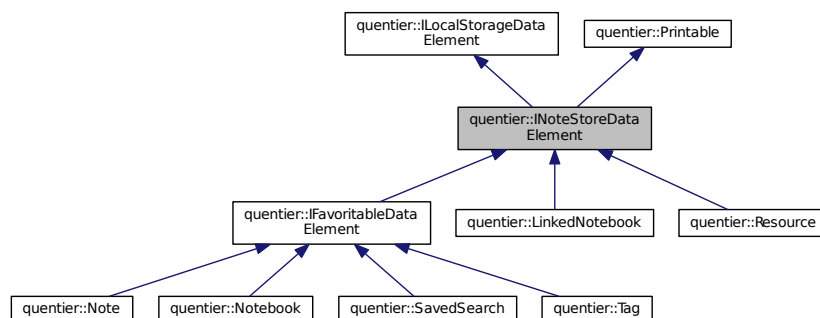 quentier::ILocalStorageData
Element
quentier::Printable
quentier::INoteStoreData
Element
quentier::IFavoritableData
Element
quentier::LinkedNotebook
quentier::Resource
quentier::Note
quentier::Notebook
quentier::SavedSearch
quentier::Tag